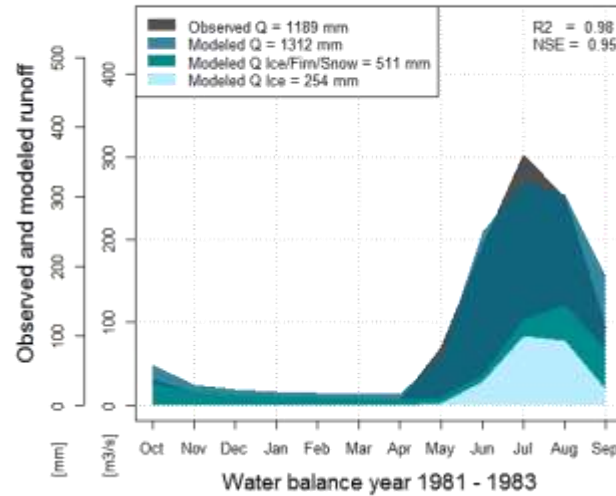 Observed Q = 1189 mm
Modeled Q = 1312 mm
Modeled Q Ice/Firn/Snow = 511 mm
Modeled Q Ice = 254 mm
R2 = 0.98
NSE = 0.95
Observed and modeled runoff
500
400
300
200
100
0
[mm]
400
300
200
100
0
[m3/s]
Oct Nov Dec Jan Feb Mar Apr May Jun Jul Aug Sep
Water balance year 1981 - 1983